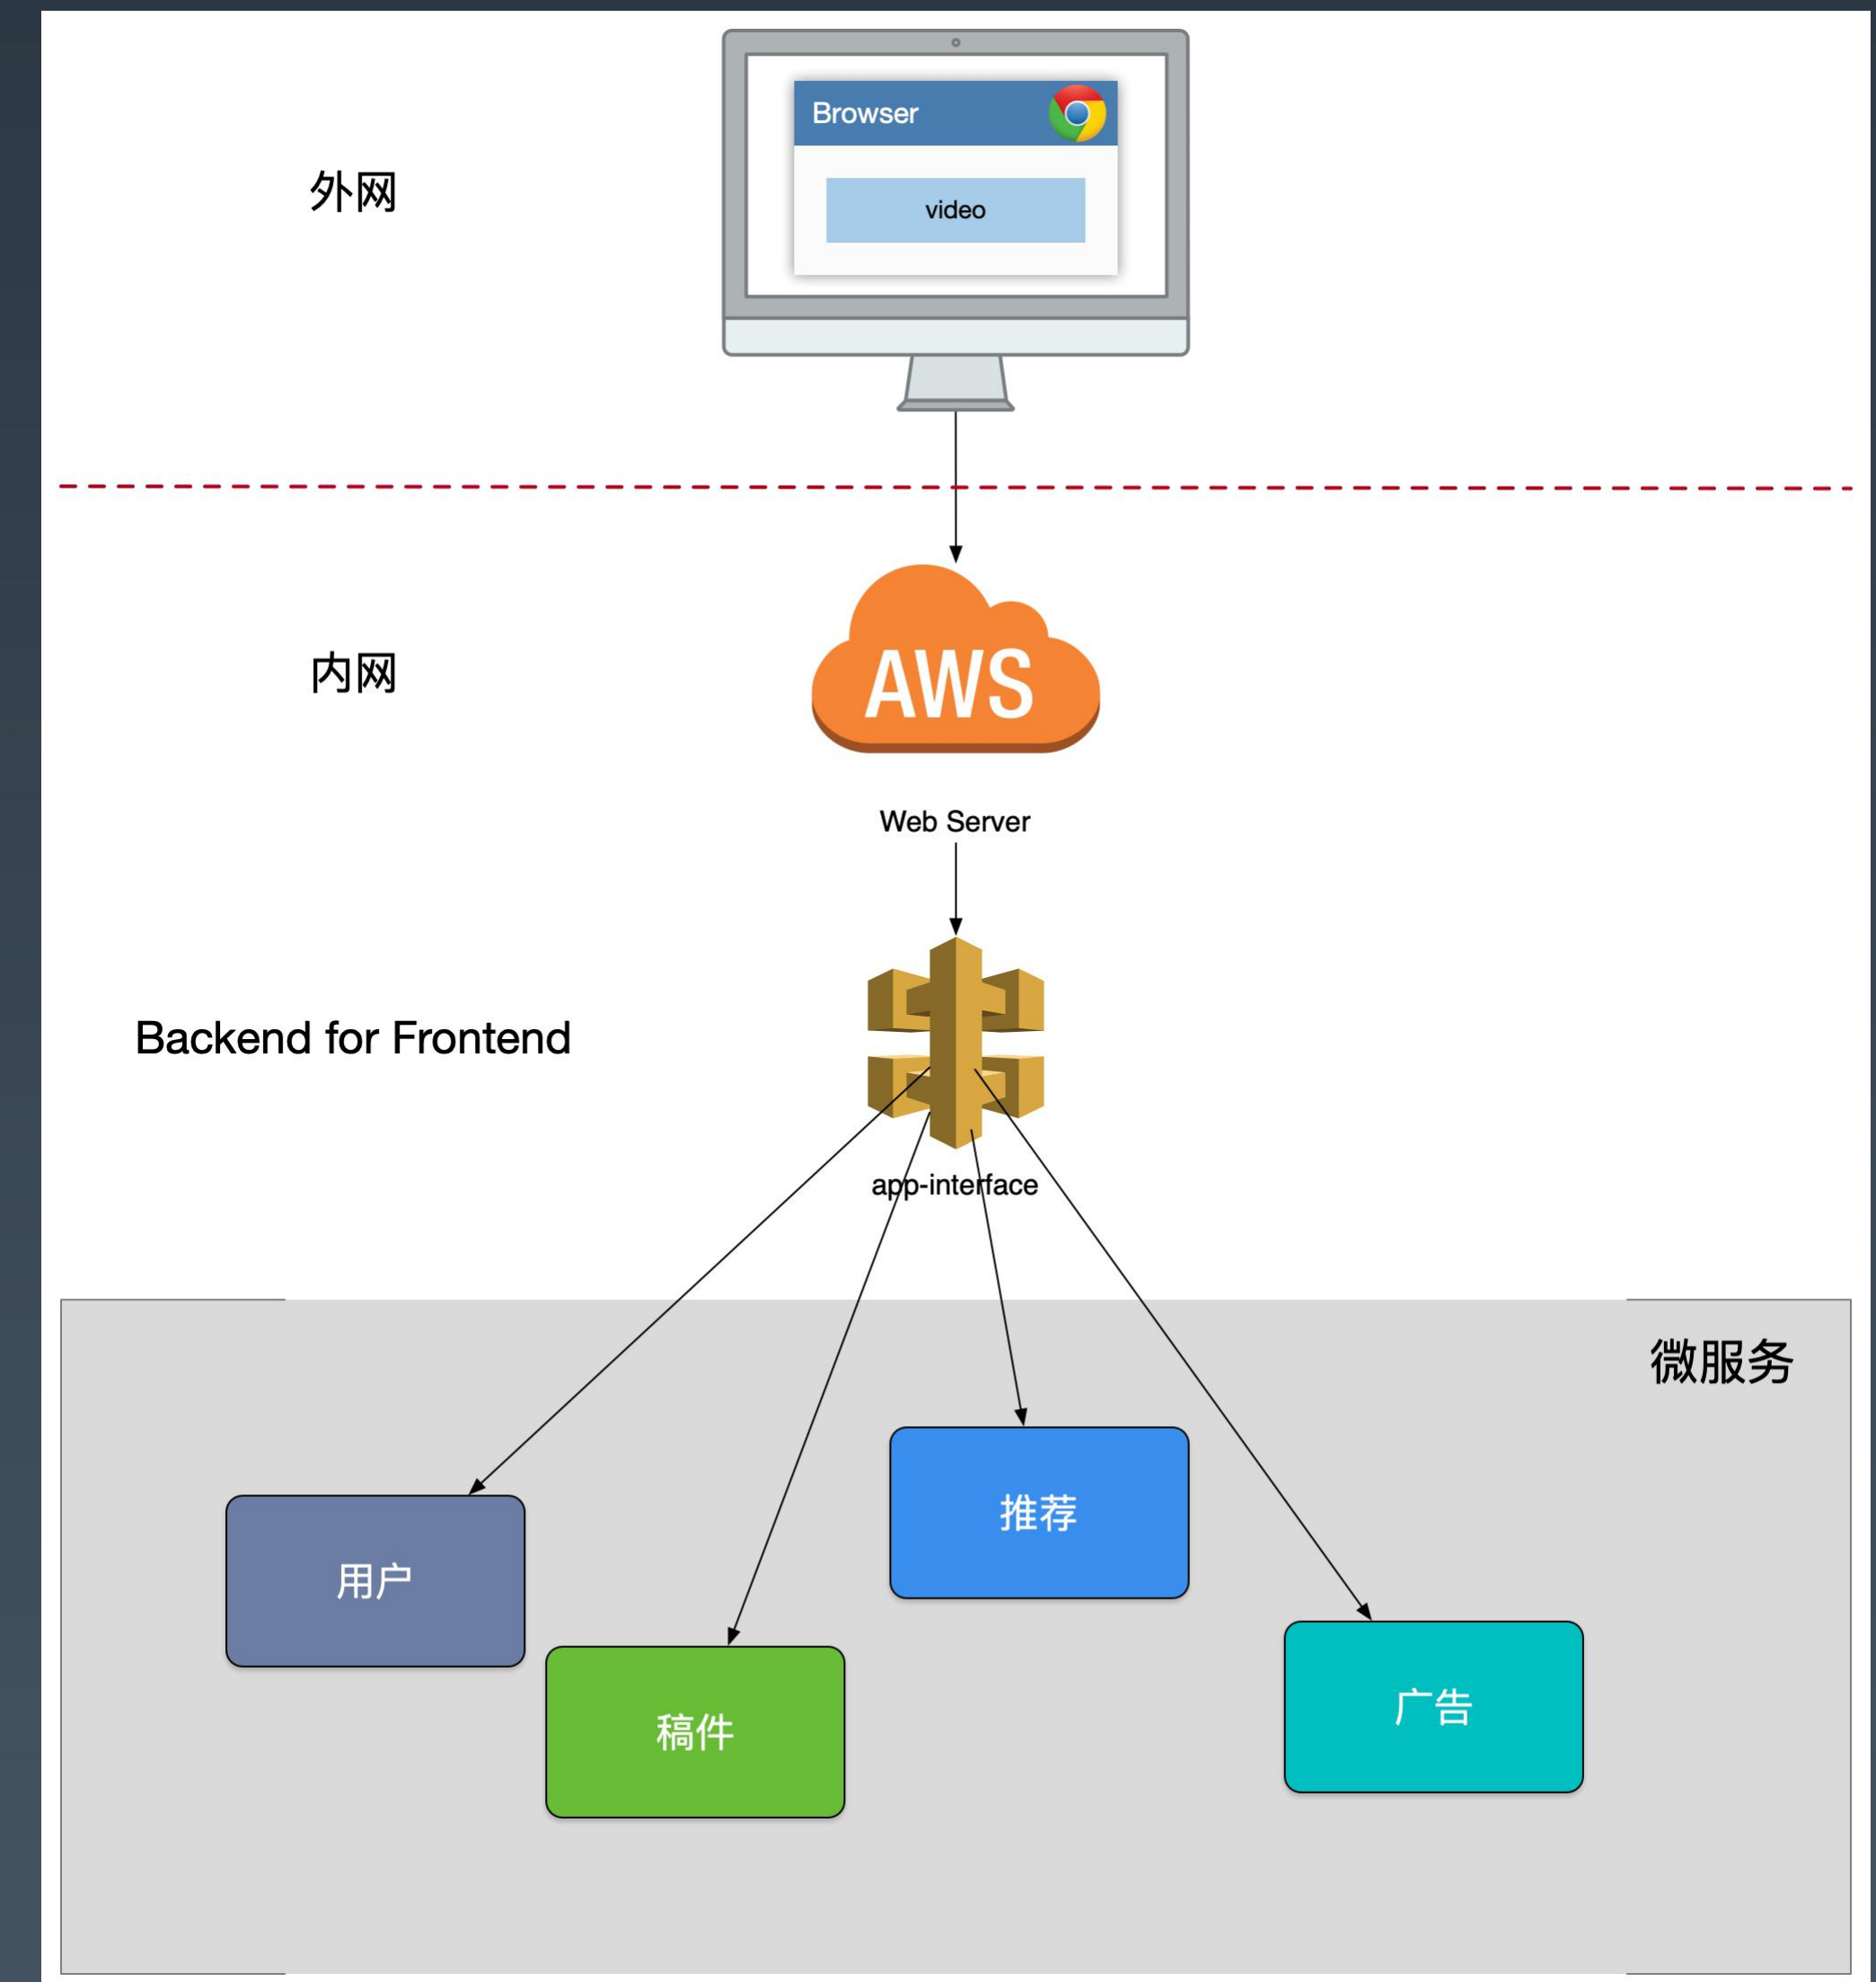 Browser
video
外网
内网
AWS
Web Server
Backend for Frontend
app-interface
微服务
推荐
用户
稿件
广告